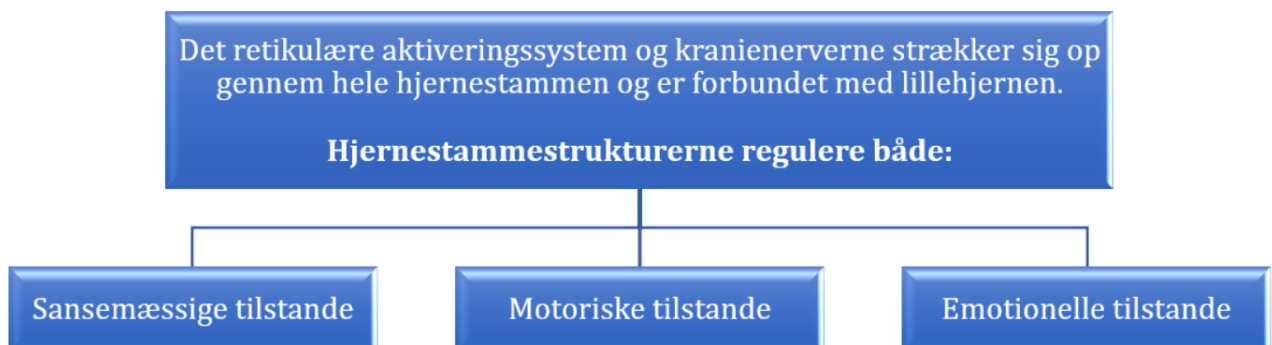 Det retikulære aktiveringssystem og kranienerverne strækker sig op
gennem hele hjernestammen og er forbundet med lillehjernen.
Hjernestammestrukturerne regulere både:
Sansemæssige tilstande
Motoriske tilstande
Emotionelle tilstande